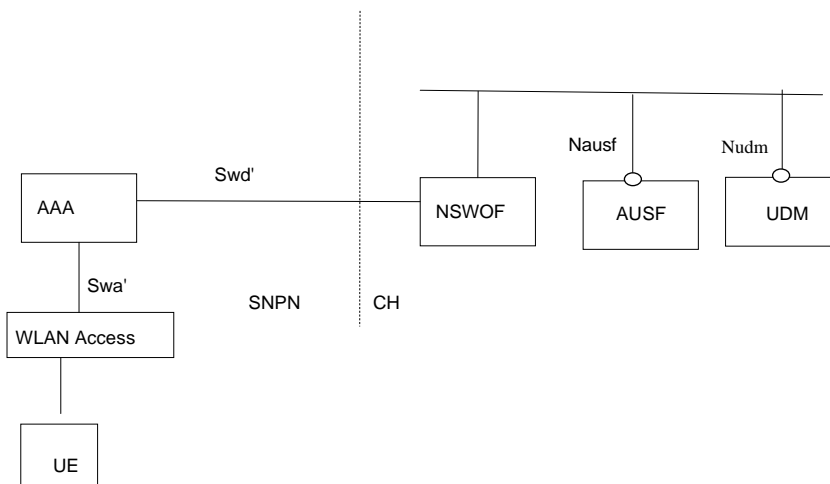 Nausf
Nudm
Swd'
AAA
NSWOF
AUSF
UDM
Swa'
SNPN
CH
WLAN Access
UE